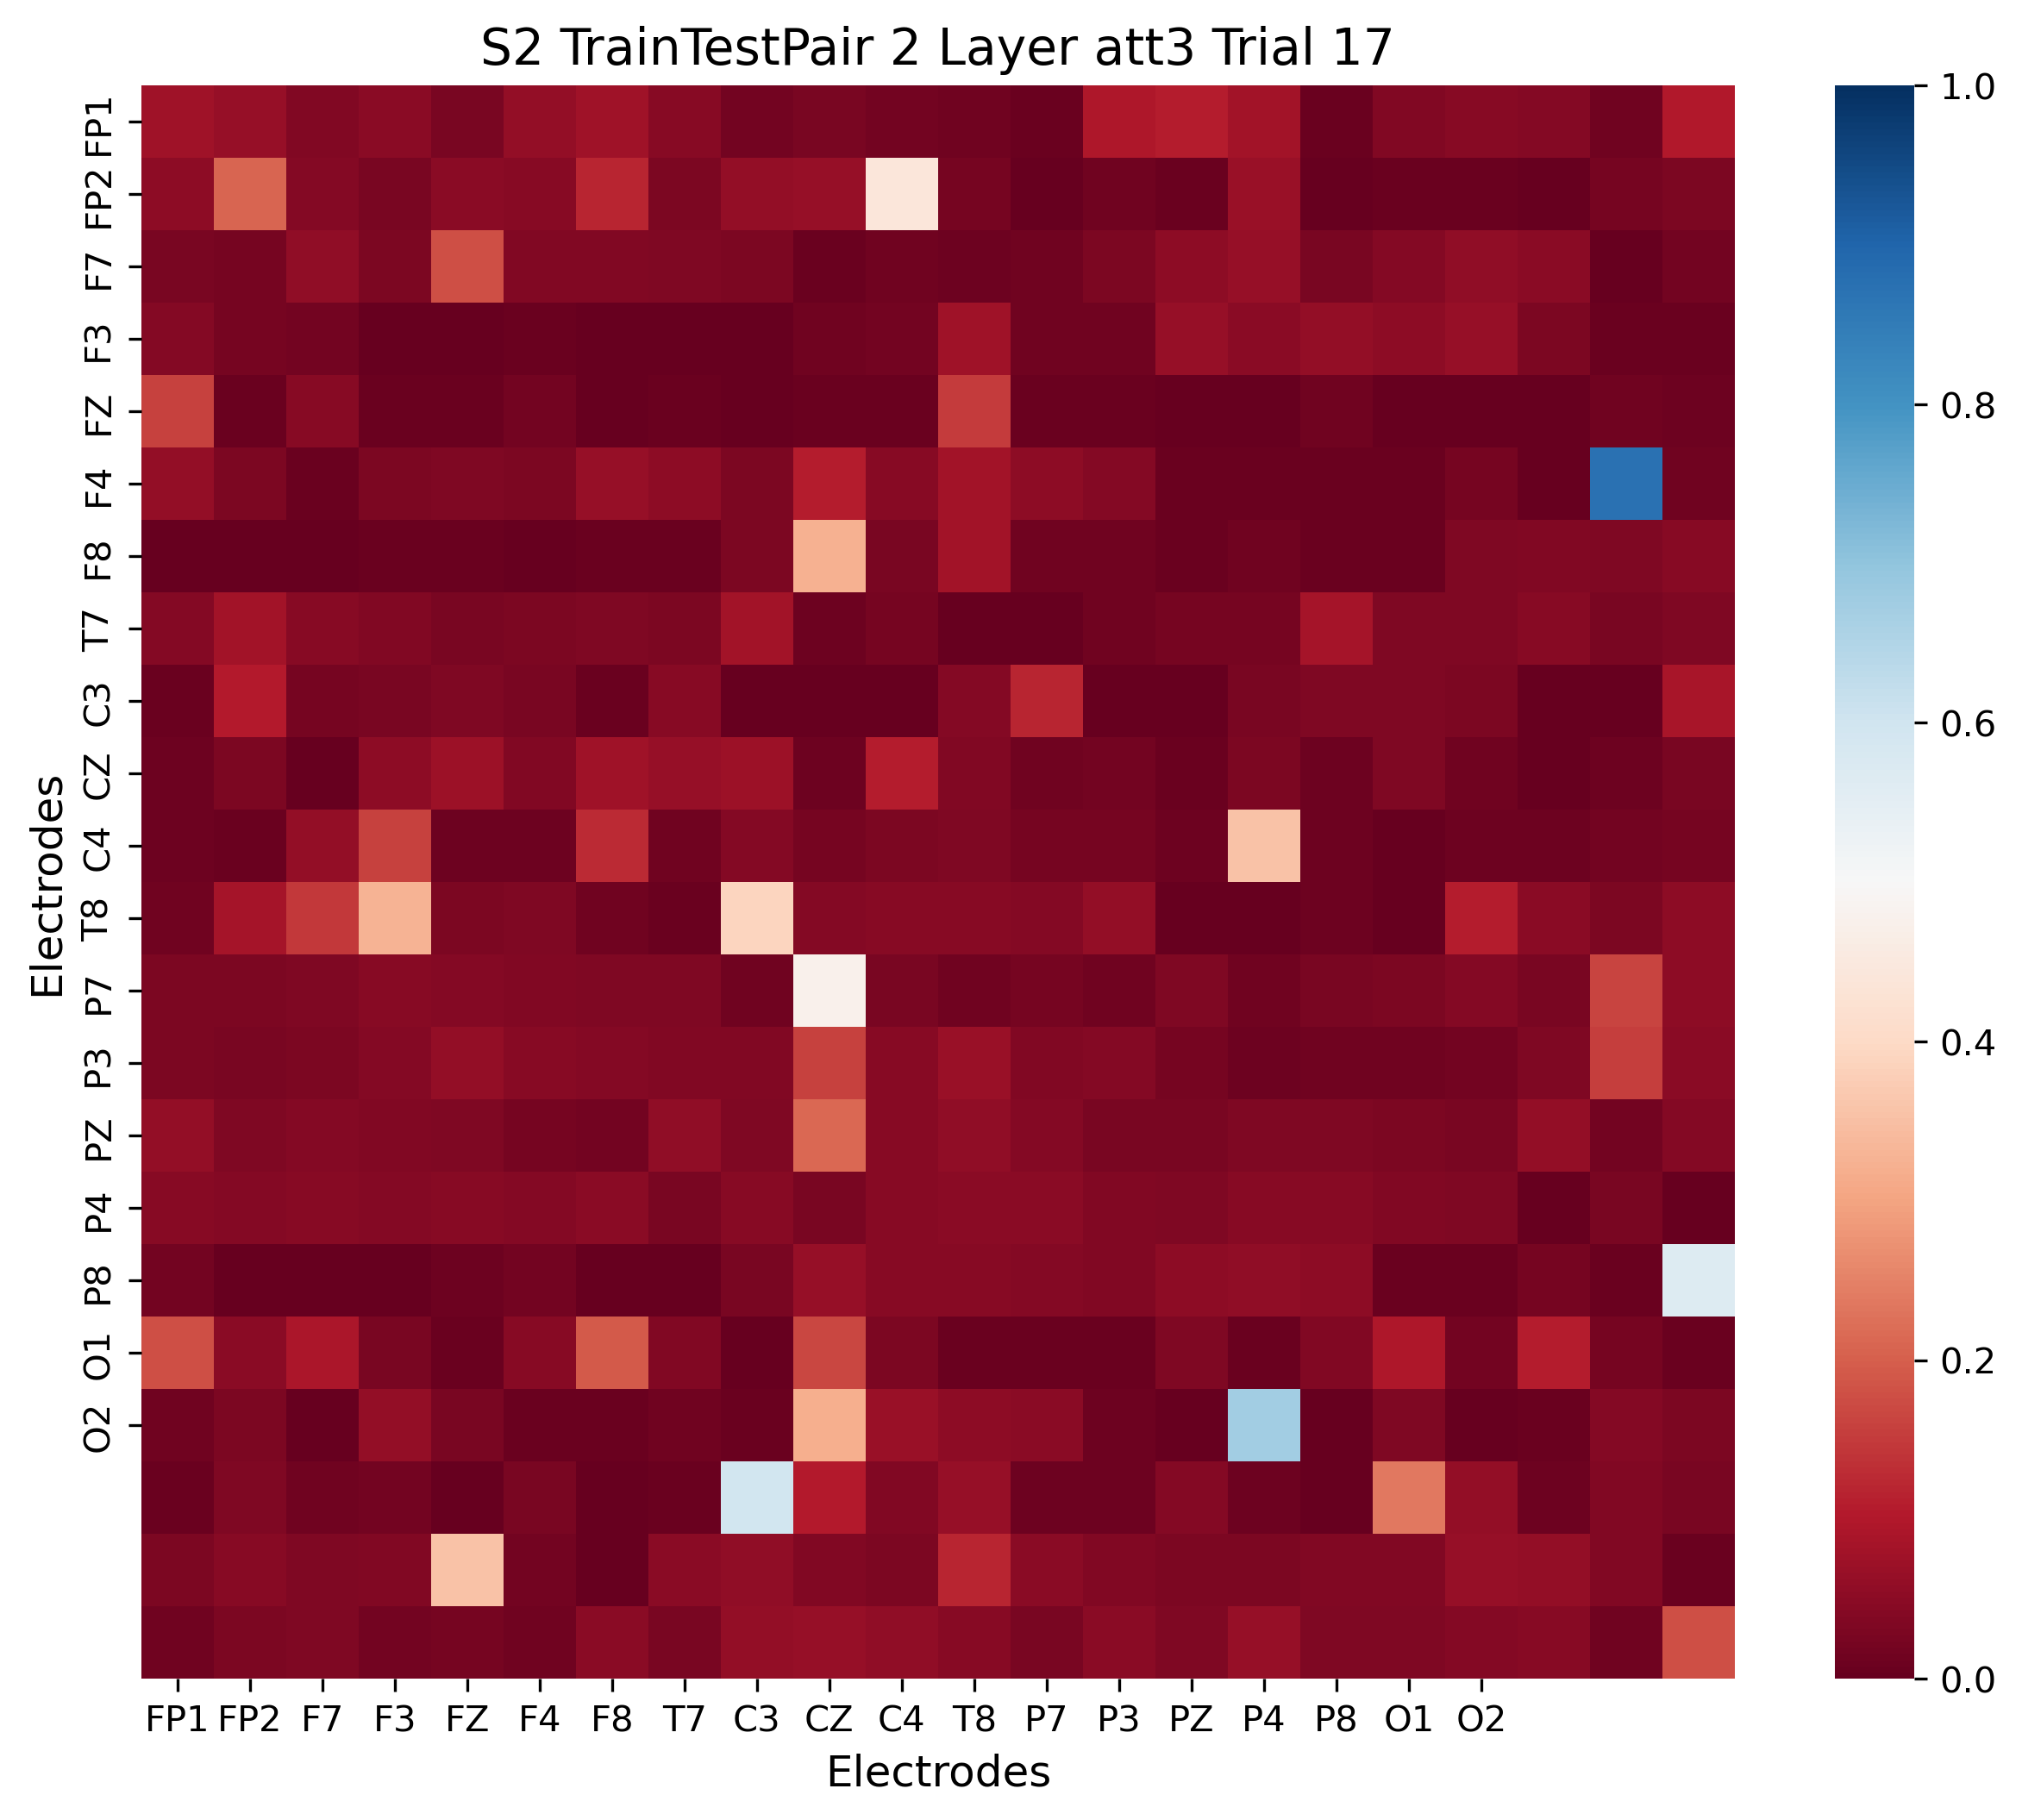 S2 TrainTestPair 2 Layer att3 Trial 17
Electrodes
FP1
FP2
F7
F3
FZ
F4
F8
T7
C3
CZ
C4
T8
P7
P3
PZ
P4
P8
O1
O2
FP1 FP2 F7 F3 FZ F4 F8 T7 C3 CZ C4 T8 P7 P3 PZ P4 P8 O1 O2
Electrodes
1.0
0.8
0.6
0.4
0.2
0.0